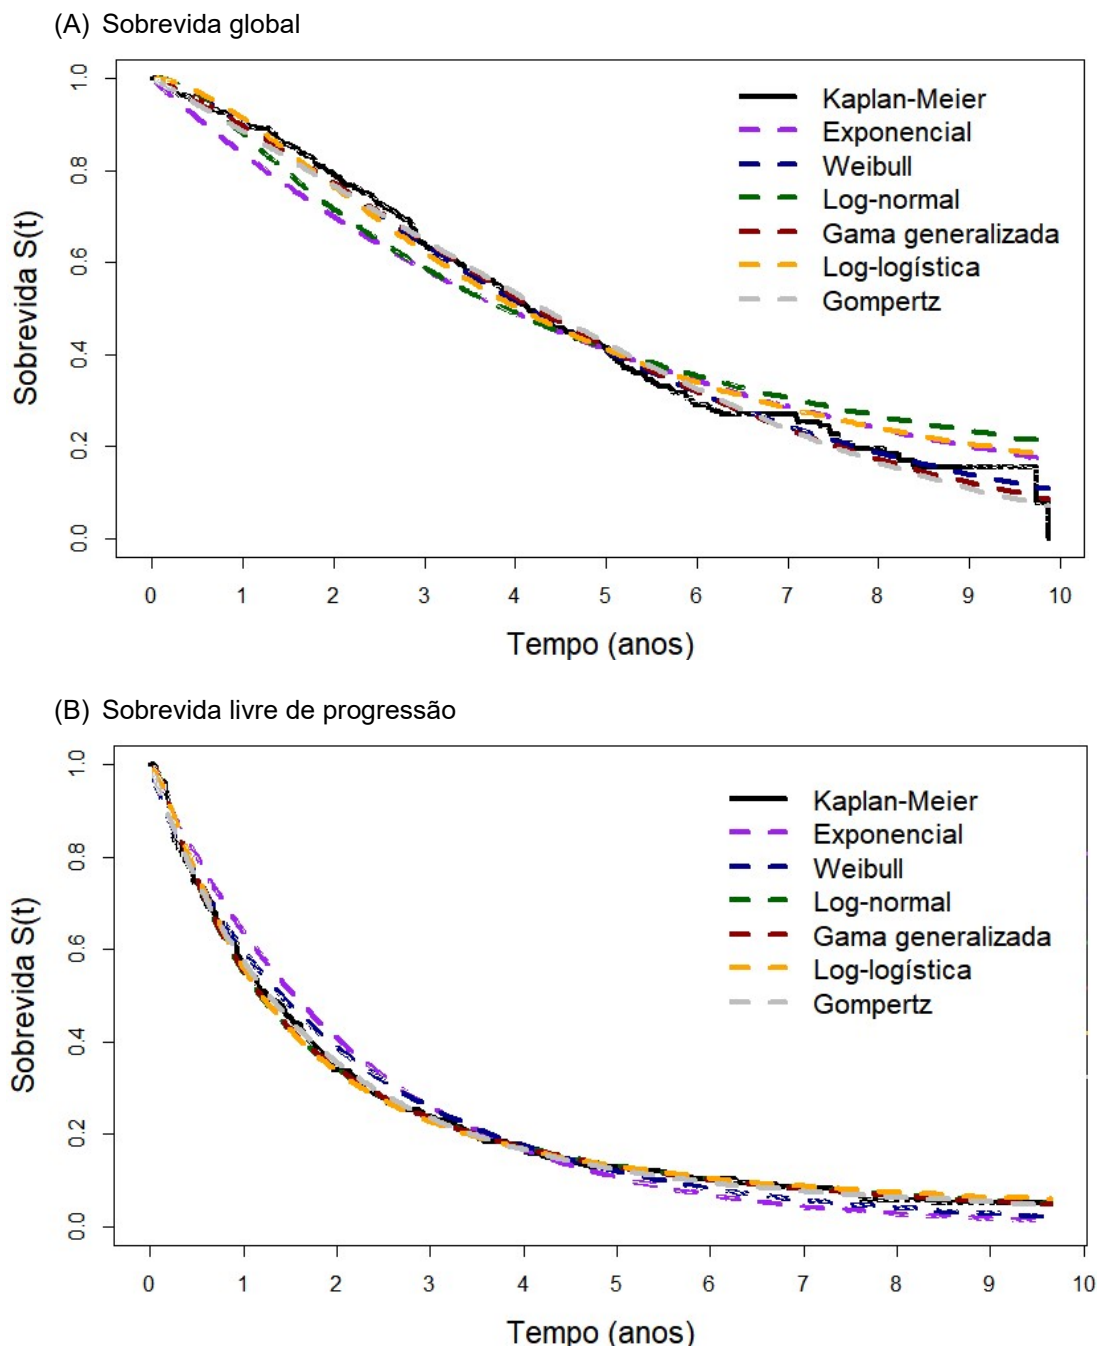 (A) Sobrevida global
Sobrevida S(t)
1.0
0.8
0.6
0.4
0.2
0.0
Kaplan-Meier
Exponencial
Weibull
Log-normal
Gama generalizada
Log-logística
Gompertz
0 1 2 3 4 5 6 7 8 9 10
Tempo (anos)
(B) Sobrevida livre de progressão
Sobrevida S(t)
1.0
0.8
0.6
0.4
0.2
0.0
Kaplan-Meier
Exponencial
Weibull
Log-normal
Gama generalizada
Log-logística
Gompertz
0 1 2 3 4 5 6 7 8 9 10
Tempo (anos)